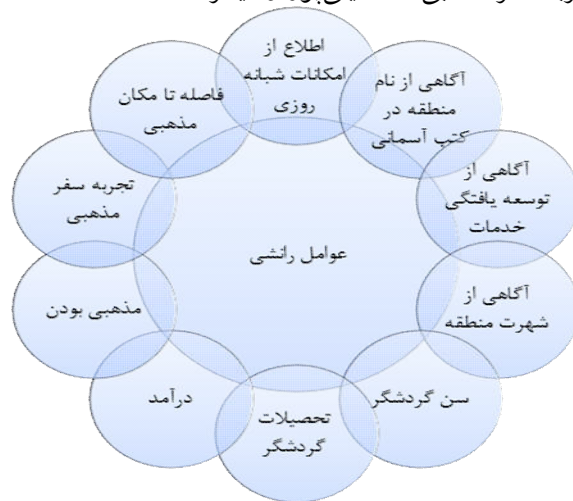 اطلاع از
امکانات شبانه
روزی
آگاهی از نام
منطقه در
کتب آسمانی
آگاهی از
توسعه یافتگی
خدمات
آگاهی از
شهرت منطقه
سن گردشگر
تحصیلات
گردشگر
درآمد
مذهبی بودن
تجربه سفر
مذهبی
فاصله تا مکان
مذهبی
عوامل رانشی